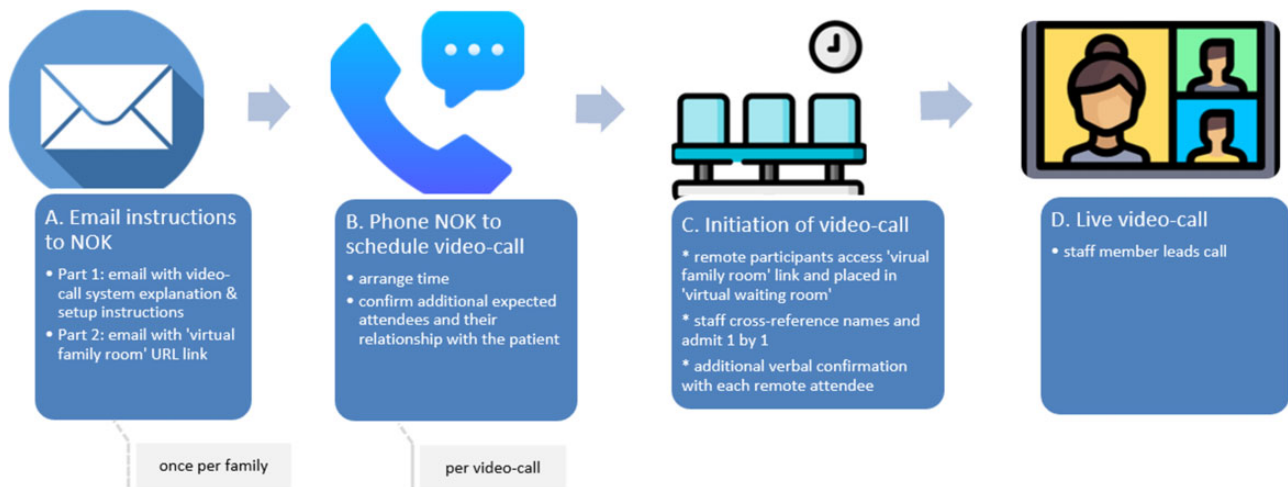 A. Email instructions
to NOK
• Part 1: email with video-
call system explanation &
setup instructions
• Part 2: email with 'virtual
family room' URL link
once per family
B. Phone NOK to
schedule video-call
• arrange time
• confirm additional expected
attendees and their
relationship with the patient
per video-call
C. Initiation of video-call
* remote participants access 'virual
family room' link and placed in
'virtual waiting room'
* staff cross-reference names and
admit 1 by 1
* additional verbal confirmation
with each remote attendee
D. Live video-call
• staff member leads call